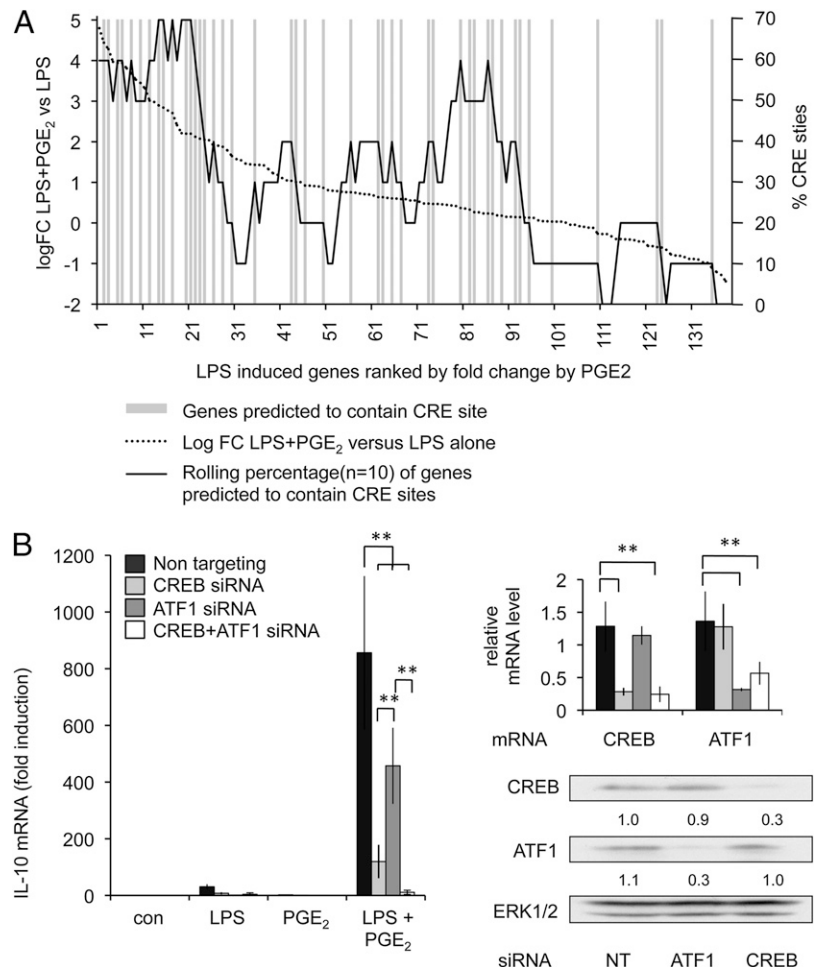 A
logFC LPS+PGE₂ vs LPS
5
4
3
2
1
0
-1
-2
70
60
50
40
30
20
10
0
% CRE sties
1
11
21
31
41
51
61
71
81
91
101
111
121
131
LPS induced genes ranked by fold change by PGE2
Genes predicted to contain CRE site
Log FC LPS+PGE₂ versus LPS alone
Rolling percentage(n=10) of genes
predicted to contain CRE sites
B
IL-10 mRNA (fold induction)
1200
1000
800
600
400
200
0
Non targeting
CREB siRNA
ATF1 siRNA
CREB+ATF1 siRNA
**
**
**
con
LPS
PGE₂
LPS +
PGE₂
relative
mRNA level
2
1.5
1
0.5
0
**
**
mRNA
CREB
ATF1
CREB
1.0 0.9 0.3
ATF1
1.1 0.3 1.0
ERK1/2
siRNA NT ATF1 CREB